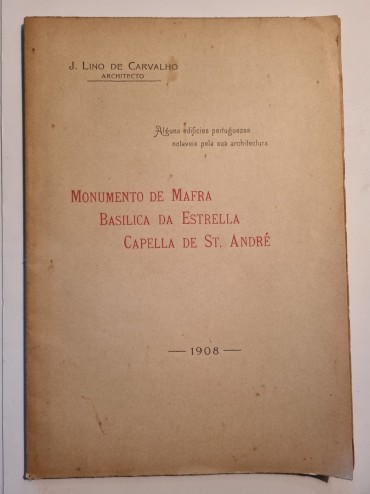 J. LINO DE CARVALHO
ARCHITECTO
Alguns edificios portuguezes
notaveis pela sua architectura
MONUMENTO DE MAFRA
BASILICA DA ESTRELLA
CAPELLA DE ST. ANDRÉ
— 1908 —